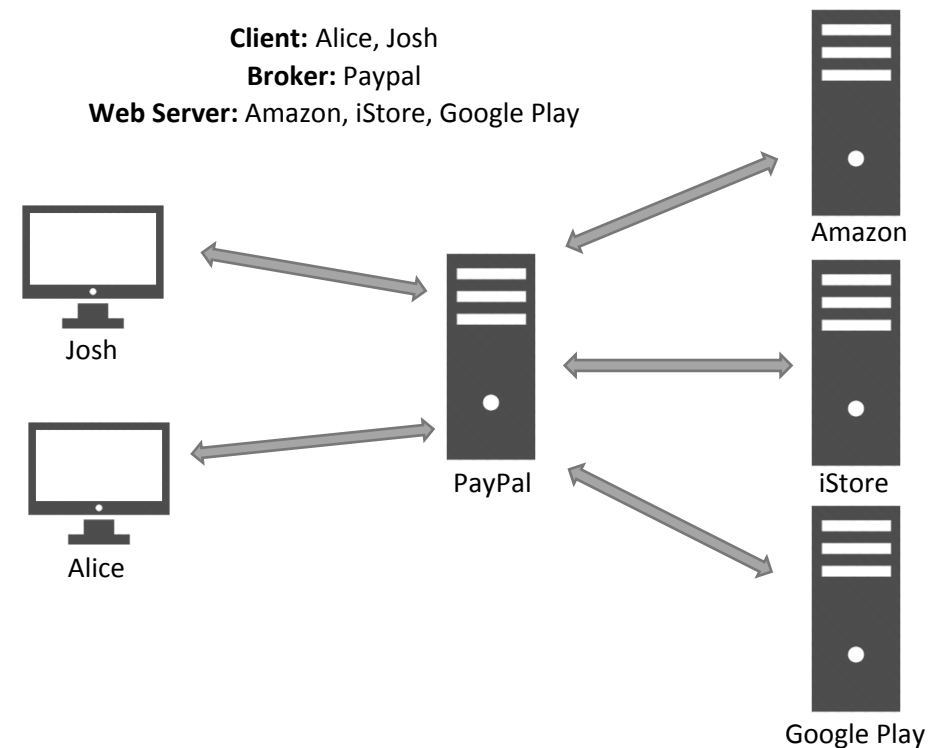 Client: Alice, Josh
Broker: Paypal
Web Server: Amazon, iStore, Google Play
Amazon
Josh
PayPal
iStore
Alice
Google Play